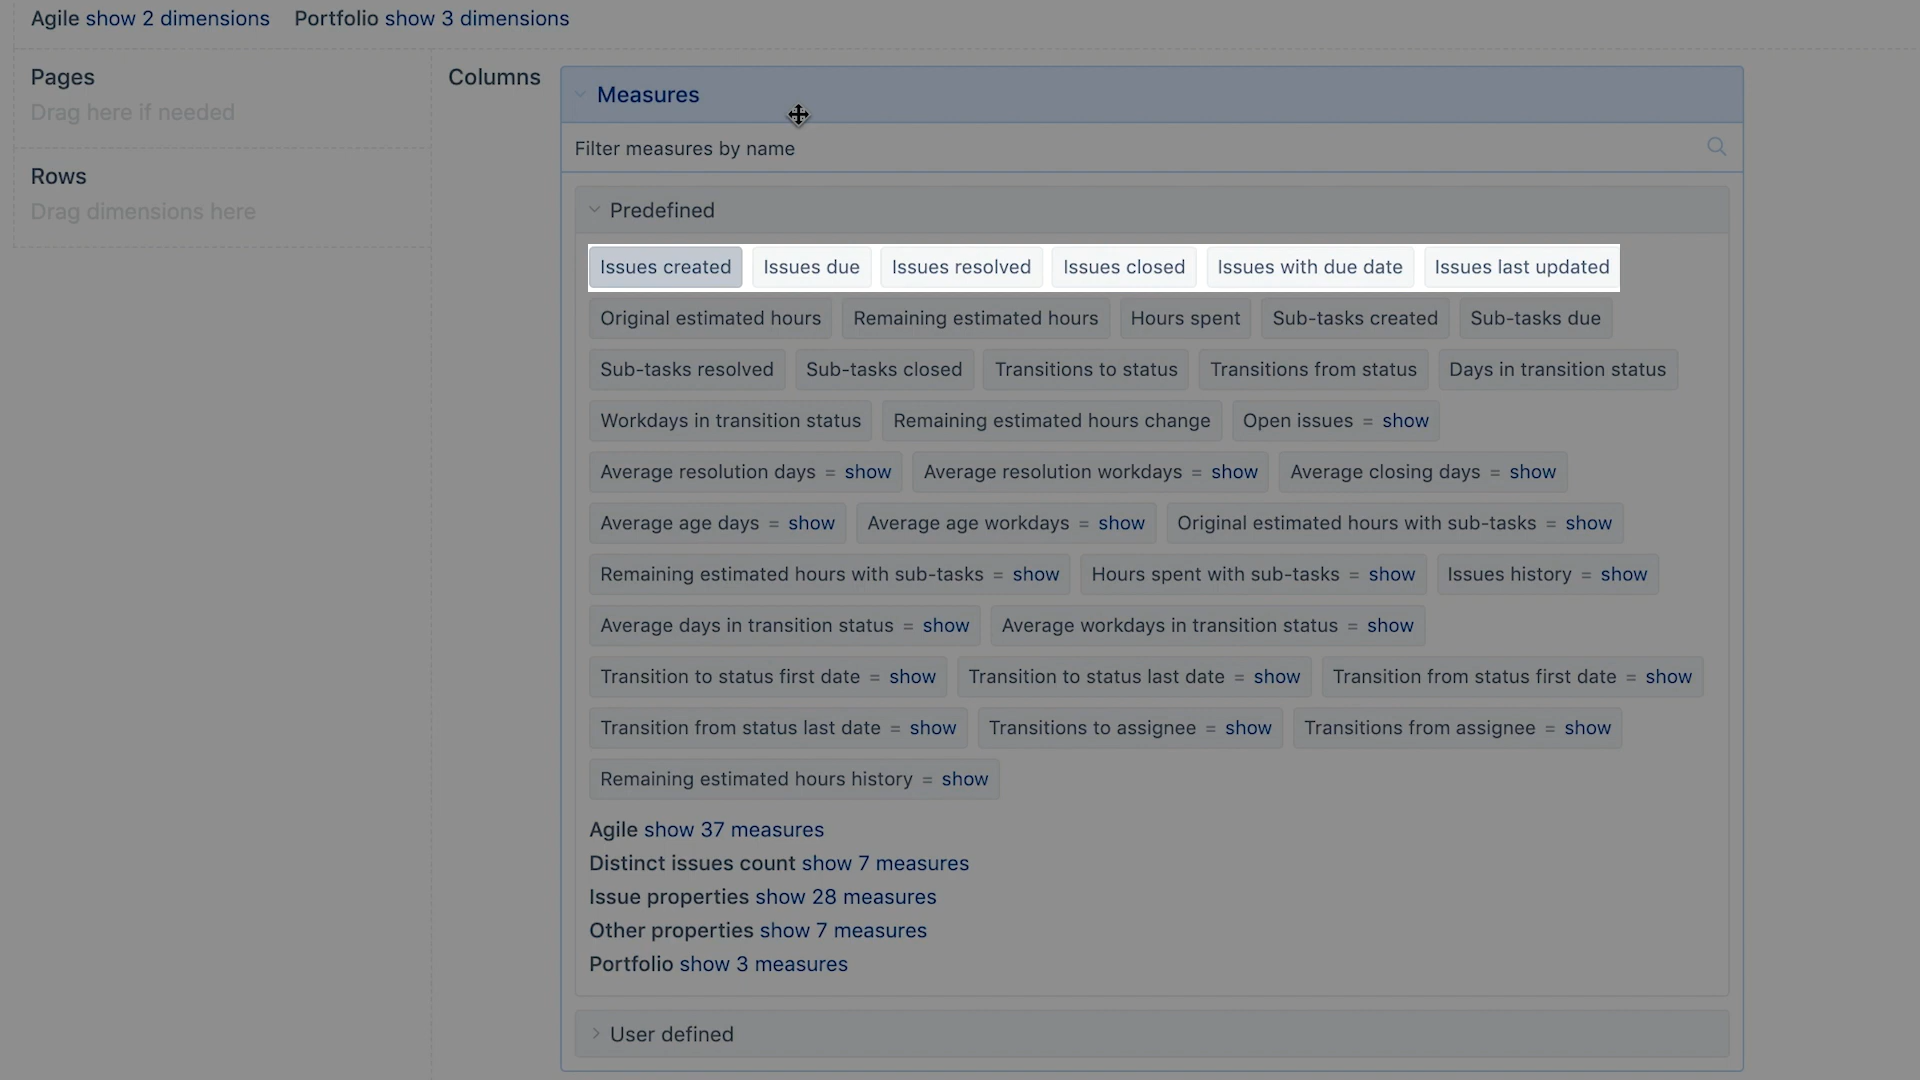 Agile show 2 dimensions Portfolio show 3 dimensions
Pages
Drag here if needed
Rows
Drag dimensions here
Columns
Measures
Filter measures by name
Predefined
Issues created Issues due Issues resolved Issues closed Issues with due date Issues last updated
Original estimated hours Remaining estimated hours Hours spent Sub-tasks created Sub-tasks due
Sub-tasks resolved Sub-tasks closed Transitions to status Transitions from status Days in transition status
Workdays in transition status Remaining estimated hours change Open issues = show
Average resolution days = show Average resolution workdays = show Average closing days = show
Average age days = show Average age workdays = show Original estimated hours with sub-tasks = show
Remaining estimated hours with sub-tasks = show Hours spent with sub-tasks = show Issues history = show
Average days in transition status = show Average workdays in transition status = show
Transition to status first date = show Transition to status last date = show Transition from status first date = show
Transition from status last date = show Transitions to assignee = show Transitions from assignee = show
Remaining estimated hours history = show
Agile show 37 measures
Distinct issues count show 7 measures
Issue properties show 28 measures
Other properties show 7 measures
Portfolio show 3 measures
User defined